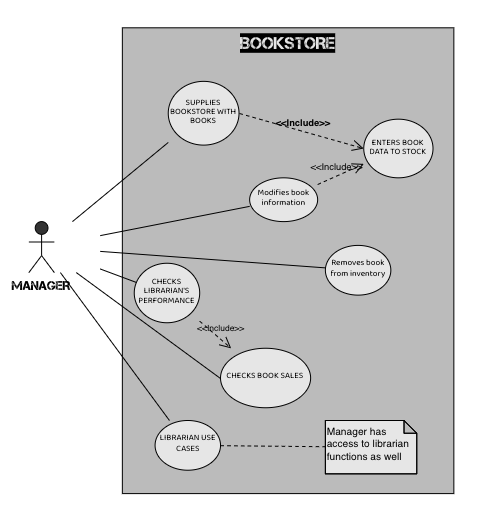 BOOKSTORE
SUPPLIES
BOOKSTORE WITH
BOOKS
<<Include>>
ENTERS BOOK
DATA TO STOCK
<<Include>>
Modifies book
information
MANAGER
Removes book
from inventory
CHECKS
LIBRARIAN'S
PERFORMANCE
<<Include>>
CHECKS BOOK SALES
LIBRARIAN USE
CASES
Manager has
access to librarian
functions as well